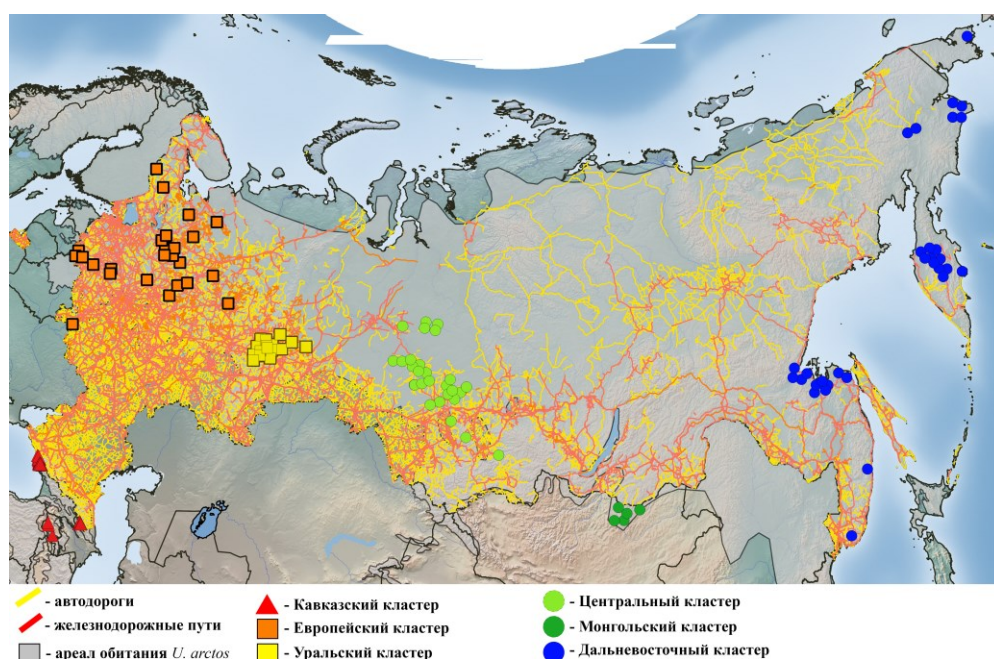 - автодороги
- железнодорожные пути
- ареал обитания U. arctos
- Кавказский кластер
- Европейский кластер
- Уральский кластер
- Центральный кластер
- Монгольский кластер
- Дальневосточный кластер